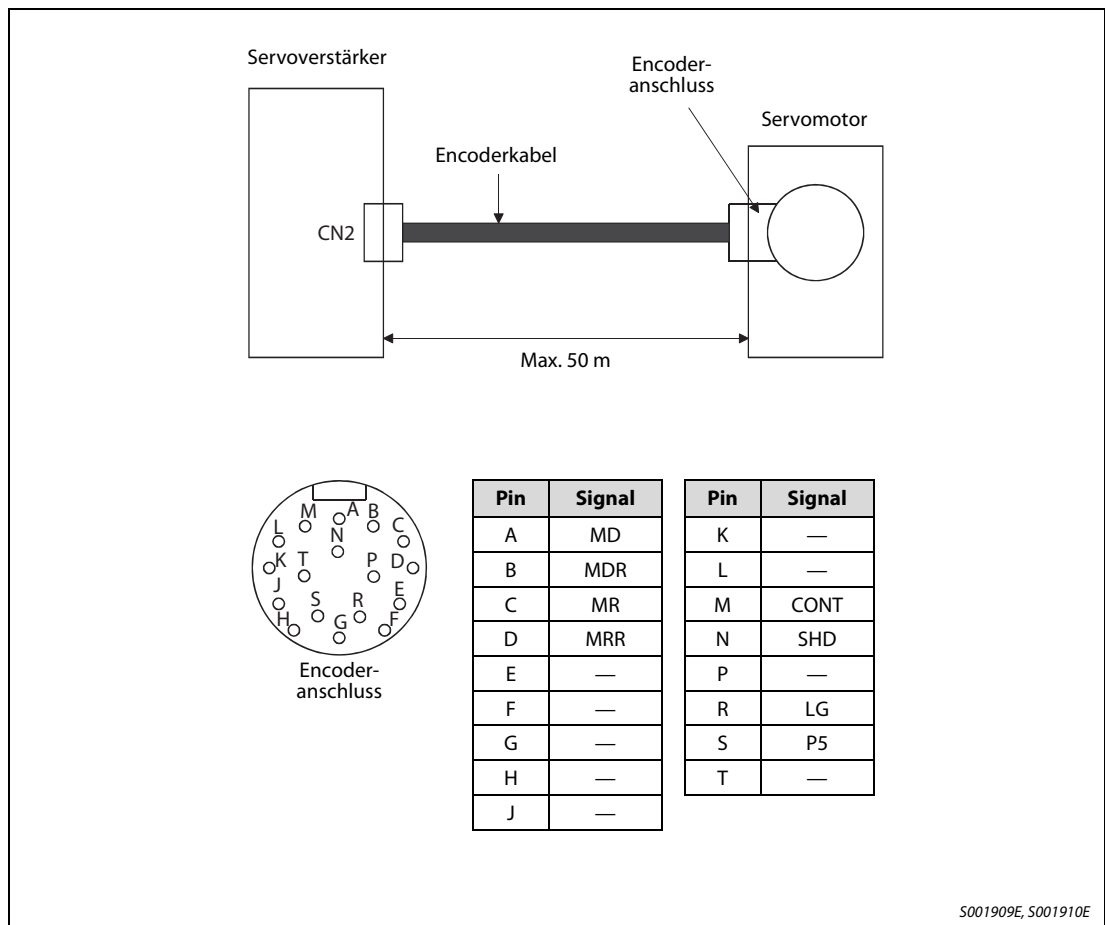 Servoverstärker
Encoder-
anschluss
Servomotor
Encoderkabel
CN2
Max. 50 m
M A B
L N C
K T P D
J S R E
H G F
Encoder-
anschluss
Pin Signal
A MD
B MDR
C MR
D MRR
E —
F —
G —
H —
J —
Pin Signal
K —
L —
M CONT
N SHD
P —
R LG
S P5
T —
S001909E, S001910E